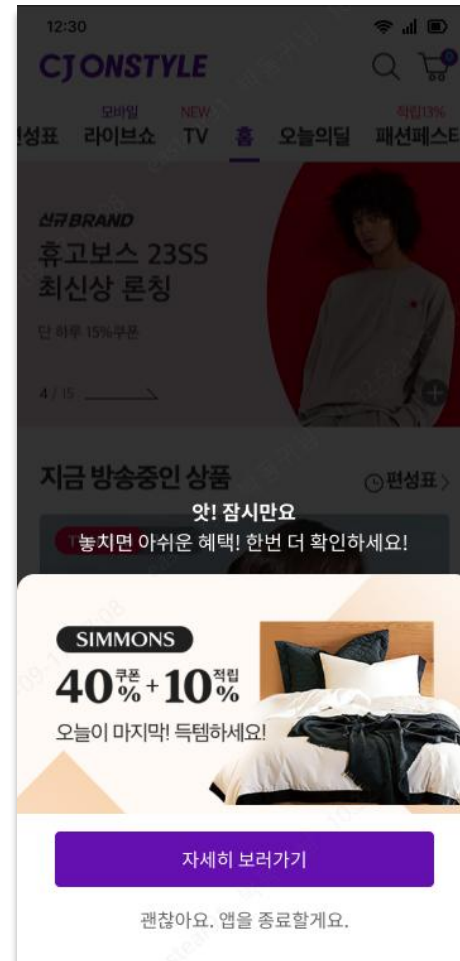 12:30
CJ ONSTYLE
0
모바일 NEW 적립13%
성표 라이브쇼 TV 홈 오늘의딜 패션페스티
신규BRAND
휴고보스 23SS
최신상 론칭
단 하루 15%쿠폰
4 / 15
지금 방송중인 상품
편성표
앗! 잠시만요
놓치면 아쉬운 혜택! 한번 더 확인하세요!
SIMMONS
40% 쿠폰 + 10% 적립
오늘이 마지막! 득템하세요!
자세히 보러가기
괜찮아요. 앱을 종료할게요.